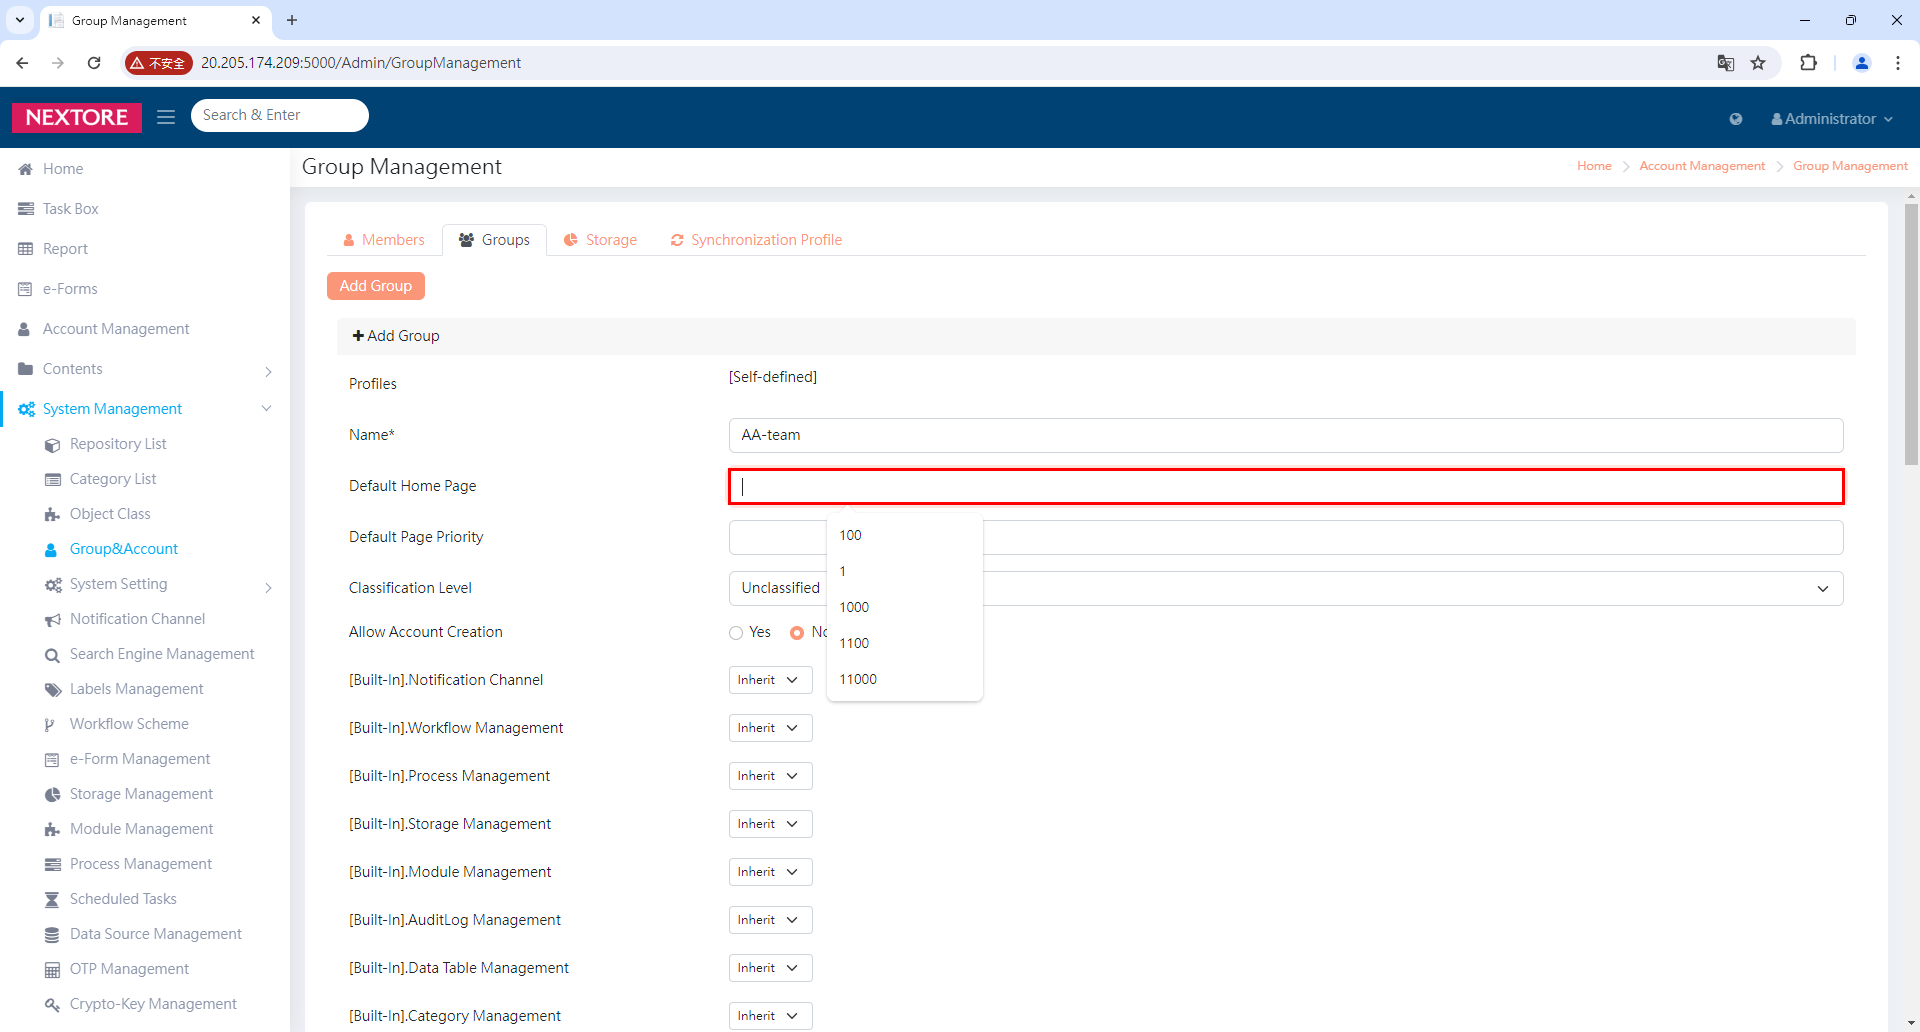 Group Management
不安全
20.205.174.209:5000/Admin/GroupManagement
NEXTORE
Search & Enter
Administrator
Home
Task Box
Report
e-Forms
Account Management
Contents
System Management
Repository List
Category List
Object Class
Group&Account
System Setting
Notification Channel
Search Engine Management
Labels Management
Workflow Scheme
e-Form Management
Storage Management
Module Management
Process Management
Scheduled Tasks
Data Source Management
OTP Management
Crypto-Key Management
Group Management
Home
Account Management
Group Management
Members
Groups
Storage
Synchronization Profile
Add Group
Add Group
Profiles
[Self-defined]
Name*
AA-team
Default Home Page
Default Page Priority
100
1
1000
1100
11000
Classification Level
Unclassified
Allow Account Creation
Yes
No
[Built-In].Notification Channel
Inherit
[Built-In].Workflow Management
Inherit
[Built-In].Process Management
Inherit
[Built-In].Storage Management
Inherit
[Built-In].Module Management
Inherit
[Built-In].AuditLog Management
Inherit
[Built-In].Data Table Management
Inherit
[Built-In].Category Management
Inherit